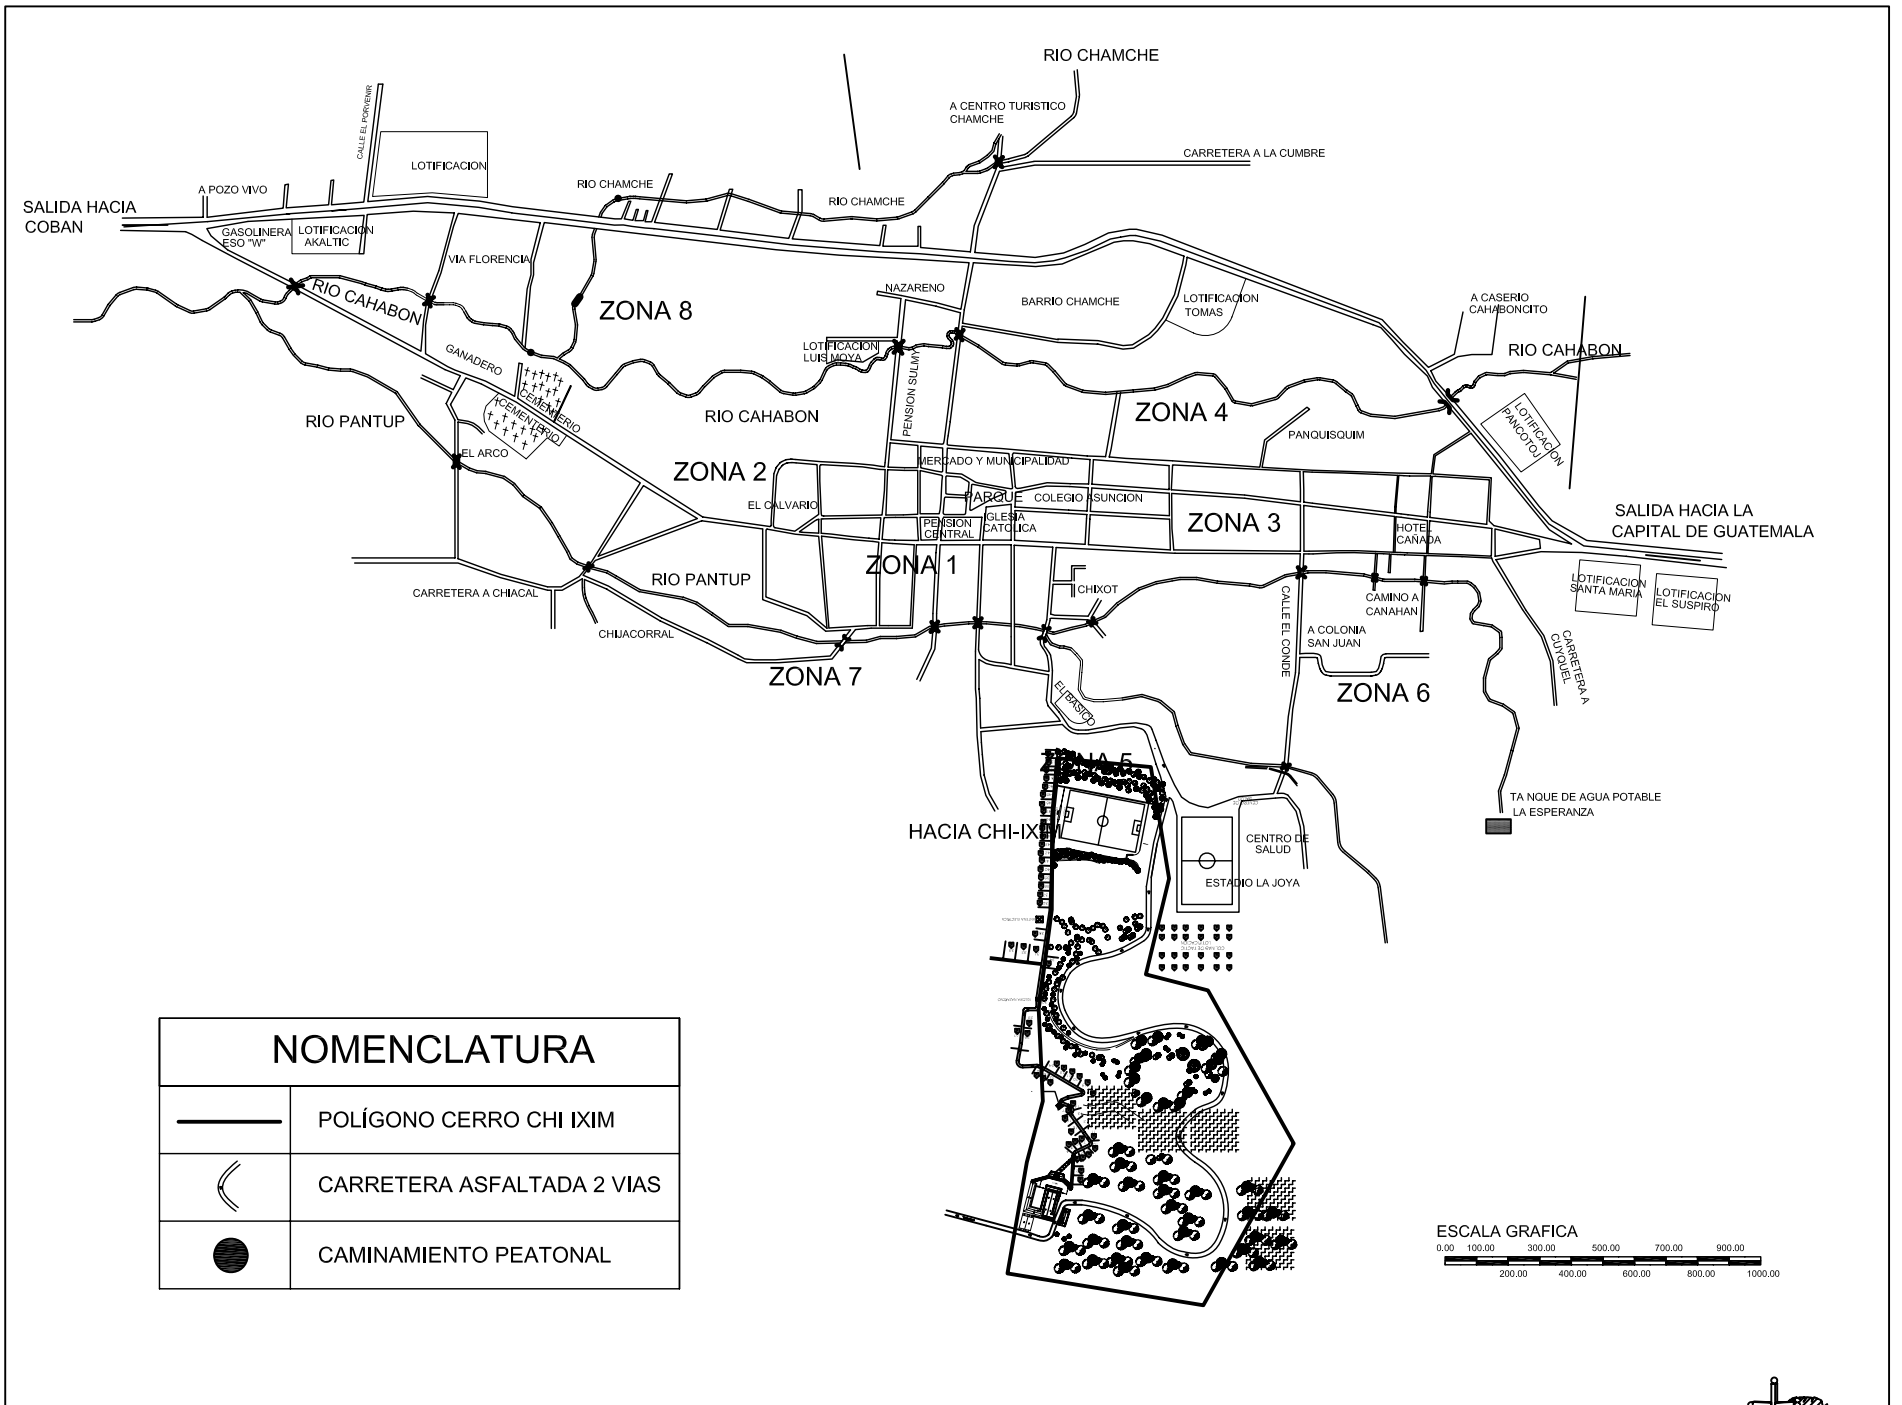 RIO CHAMCHE
A CENTRO TURISTICO
CHAMCHE
CALLE EL PORVENIR
LOTIFICACION
CARRETERA A LA CUMBRE
A POZO VIVO
RIO CHAMCHE
RIO CHAMCHE
SALIDA HACIA
COBAN
GASOLINERA
ESO "W"
LOTIFICACION
AKALTIC
VIA FLORENCIA
RIO CAHABON
ZONA 8
NAZARENO
BARRIO CHAMCHE
LOTIFICACION
TOMAS
A CASERIO
CAHABONCITO
RIO CAHABON
LOTIFICACION
LUIS MOYA
GANADERO
PENSION SULMY
CEMENTERIO
CEMENTERIO
RIO PANTUP
RIO CAHABON
ZONA 4
PANQUISQUIM
LOTIFICACION
PANCOTOJ
EL ARCO
ZONA 2
MERCADO Y MUNICIPALIDAD
EL CALVARIO
PARQUE
COLEGIO ASUNCION
PENSION
CENTRAL
IGLESIA
CATOLICA
ZONA 3
HOTEL
CAÑADA
SALIDA HACIA LA
CAPITAL DE GUATEMALA
ZONA 1
RIO PANTUP
CARRETERA A CHIACAL
CHIXOT
CALLE EL CONDE
CAMINO A
CANAHAN
LOTIFICACION
SANTA MARIA
LOTIFICACION
EL SUSPIRO
CHIJACORRAL
A COLONIA
SAN JUAN
CARRETERA A
CUYQUEL
ZONA 7
EL BASICO
ZONA 6
ZONA 5
TA NQUE DE AGUA POTABLE
LA ESPERANZA
HACIA CHI-IXIM
CENTRO DE
SALUD
ESTADIO LA JOYA
NOMENCLATURA
POLÍGONO CERRO CHI IXIM
CARRETERA ASFALTADA 2 VIAS
CAMINAMIENTO PEATONAL
ESCALA GRAFICA
0.00 100.00 300.00 500.00 700.00 900.00
200.00 400.00 600.00 800.00 1000.00